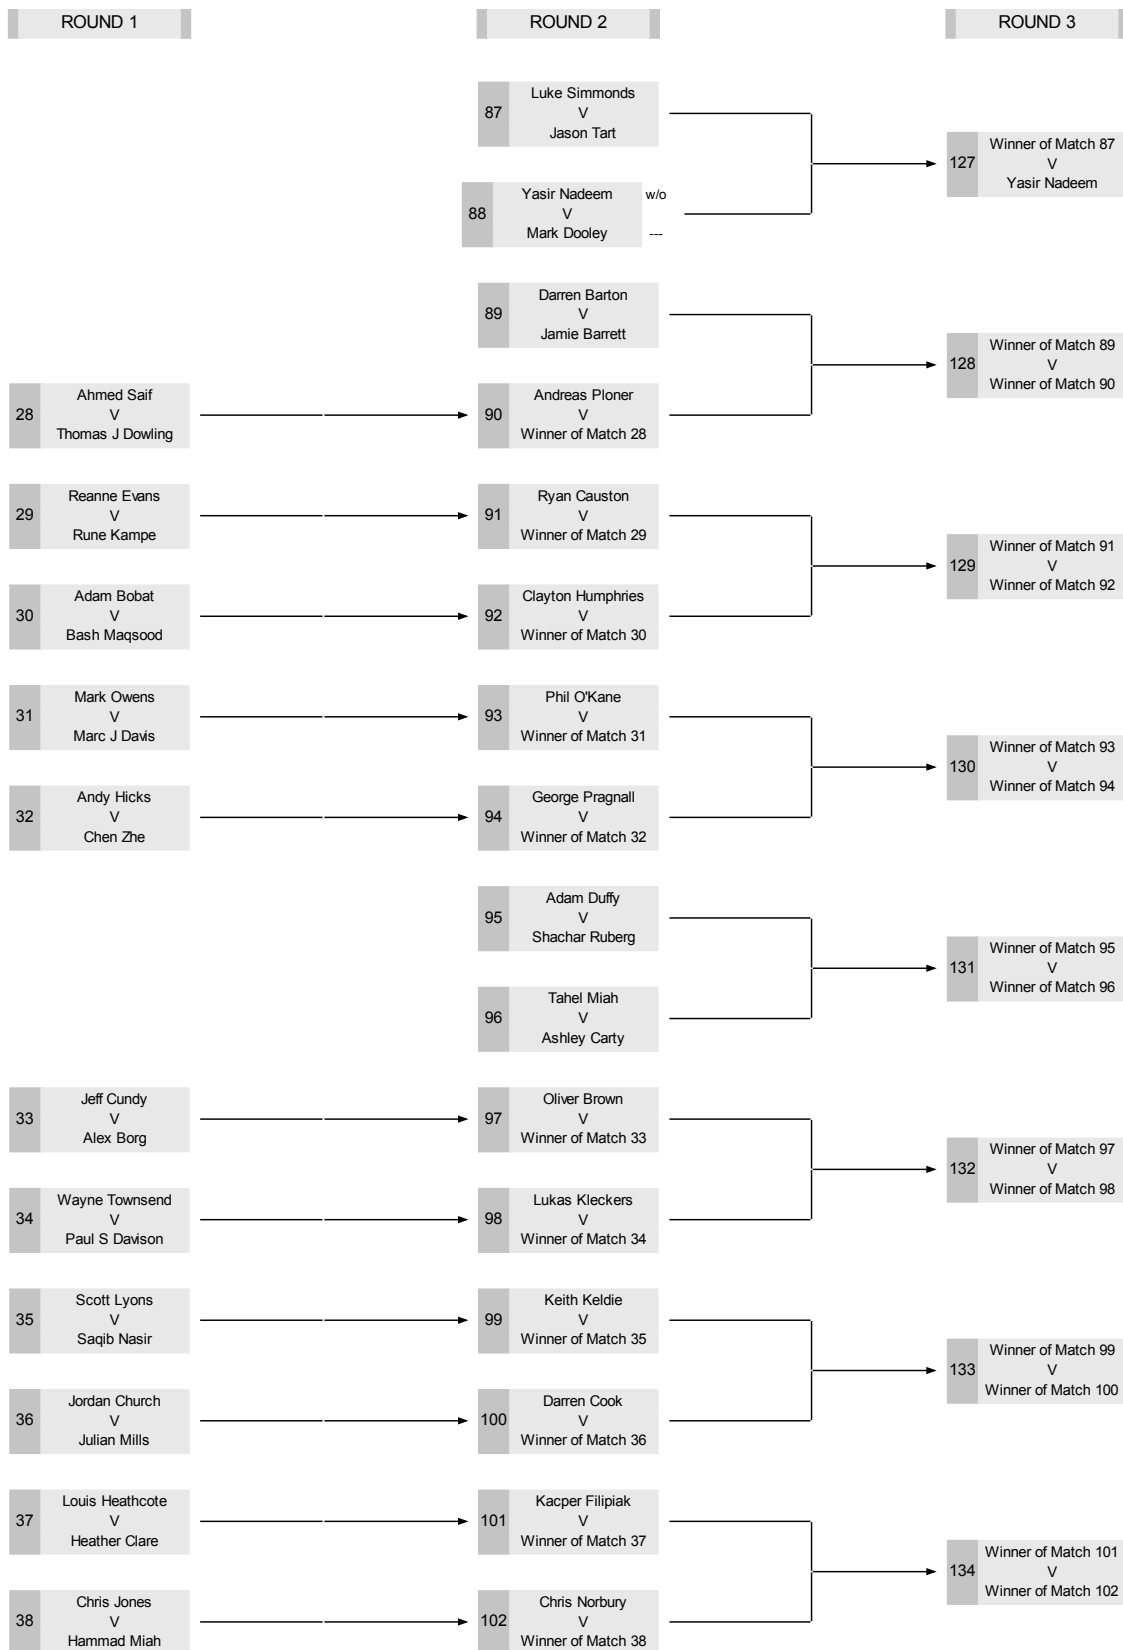 ROUND 1
ROUND 2
ROUND 3
87
Luke Simmonds
V
Jason Tart
127
Winner of Match 87
V
Yasir Nadeem
88
Yasir Nadeem w/o
V
Mark Dooley ---
89
Darren Barton
V
Jamie Barrett
128
Winner of Match 89
V
Winner of Match 90
28
Ahmed Saif
V
Thomas J Dowling
90
Andreas Ploner
V
Winner of Match 28
29
Reanne Evans
V
Rune Kampe
91
Ryan Causton
V
Winner of Match 29
129
Winner of Match 91
V
Winner of Match 92
30
Adam Bobat
V
Bash Maqsood
92
Clayton Humphries
V
Winner of Match 30
31
Mark Owens
V
Marc J Davis
93
Phil O'Kane
V
Winner of Match 31
130
Winner of Match 93
V
Winner of Match 94
32
Andy Hicks
V
Chen Zhe
94
George Pragnall
V
Winner of Match 32
95
Adam Duffy
V
Shachar Ruberg
131
Winner of Match 95
V
Winner of Match 96
96
Tahel Miah
V
Ashley Carty
33
Jeff Cundy
V
Alex Borg
97
Oliver Brown
V
Winner of Match 33
132
Winner of Match 97
V
Winner of Match 98
34
Wayne Townsend
V
Paul S Davison
98
Lukas Kleckers
V
Winner of Match 34
35
Scott Lyons
V
Saqib Nasir
99
Keith Keldie
V
Winner of Match 35
133
Winner of Match 99
V
Winner of Match 100
36
Jordan Church
V
Julian Mills
100
Darren Cook
V
Winner of Match 36
37
Louis Heathcote
V
Heather Clare
101
Kacper Filipiak
V
Winner of Match 37
134
Winner of Match 101
V
Winner of Match 102
38
Chris Jones
V
Hammad Miah
102
Chris Norbury
V
Winner of Match 38